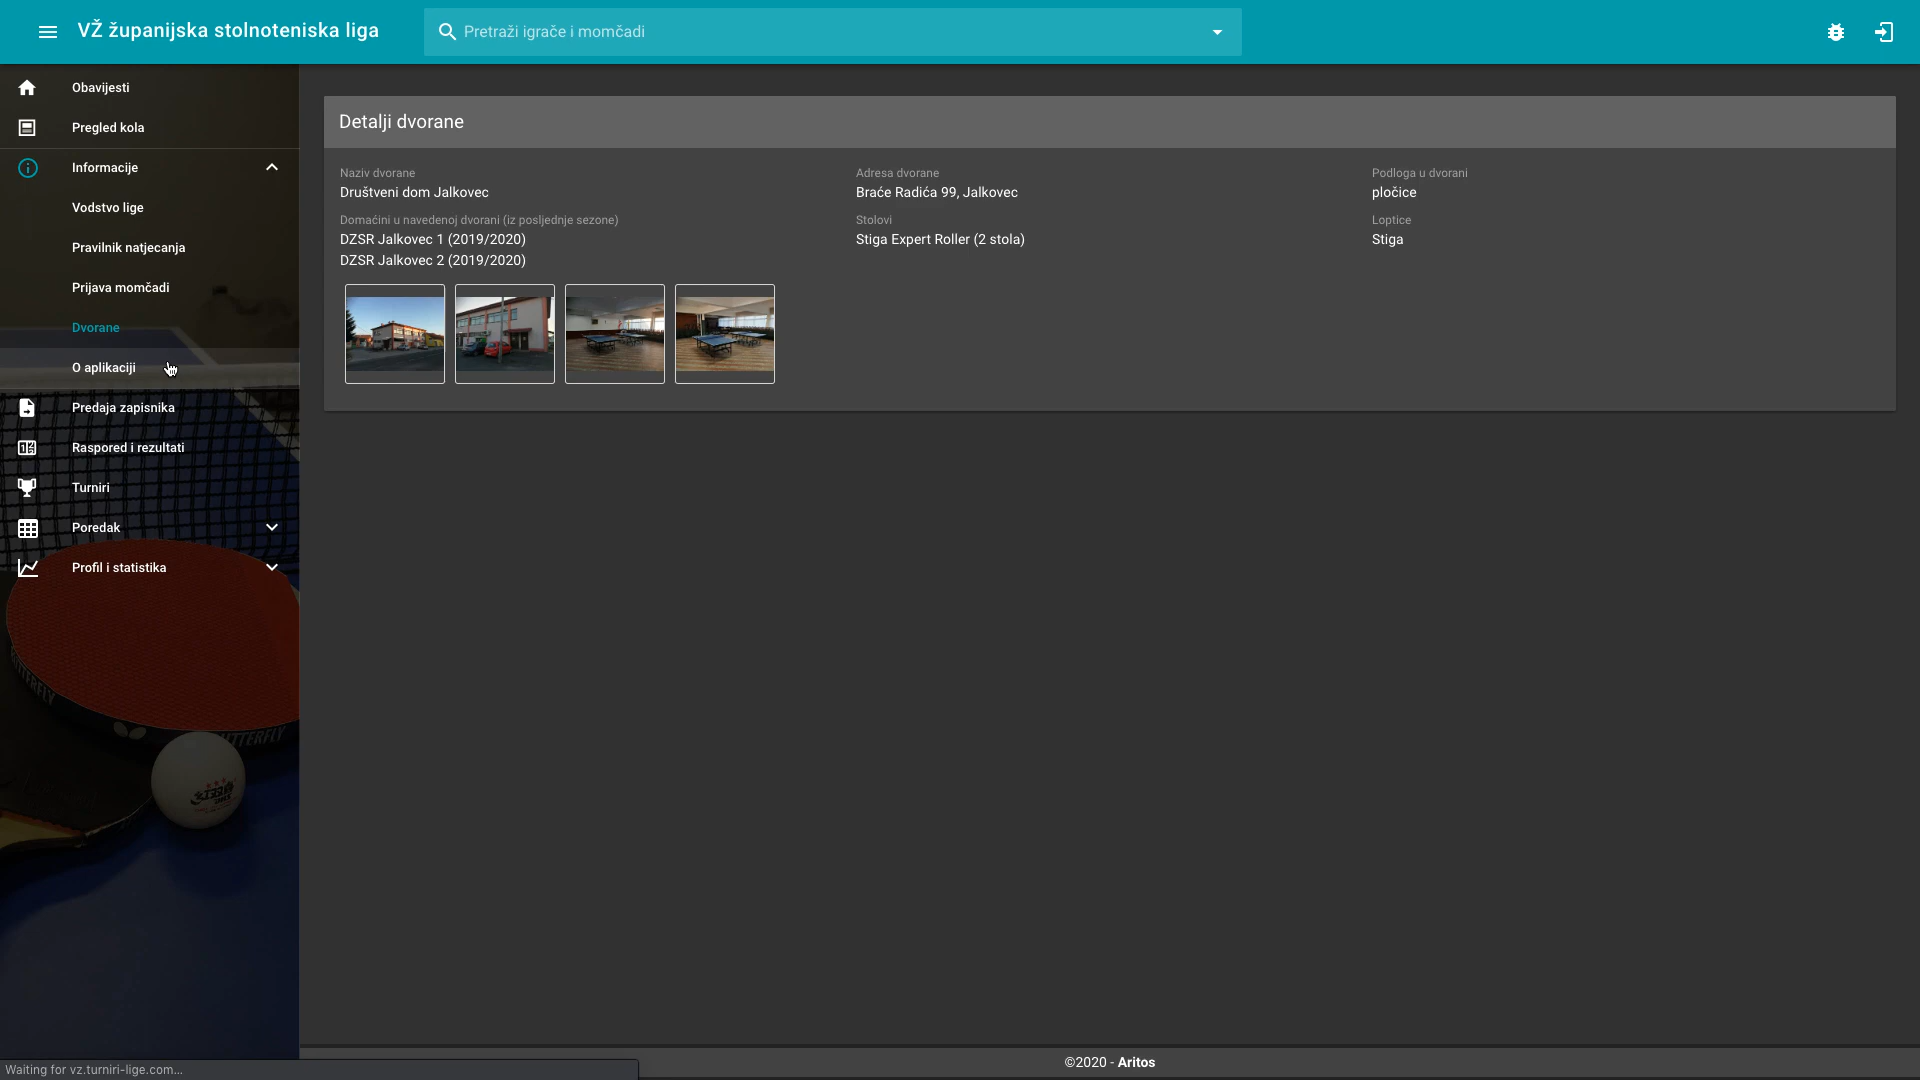 VŽ županijska stolnoteniska liga
Pretraži igrače i momčadi
Obavijesti
Pregled kola
Informacije
Vodstvo lige
Pravilnik natjecanja
Prijava momčadi
Dvorane
O aplikaciji
Predaja zapisnika
Raspored i rezultati
Turniri
Poredak
Profil i statistika
Detalji dvorane
Naziv dvorane
Društveni dom Jalkovec
Adresa dvorane
Braće Radića 99, Jalkovec
Podloga u dvorani
pločice
Domaćini u navedenoj dvorani (iz posljednje sezone)
DZSR Jalkovec 1 (2019/2020)
DZSR Jalkovec 2 (2019/2020)
Stolovi
Stiga Expert Roller (2 stola)
Loptice
Stiga
BUTTERFLY
©2020 - Aritos
Waiting for vz.turniri-lige.com...